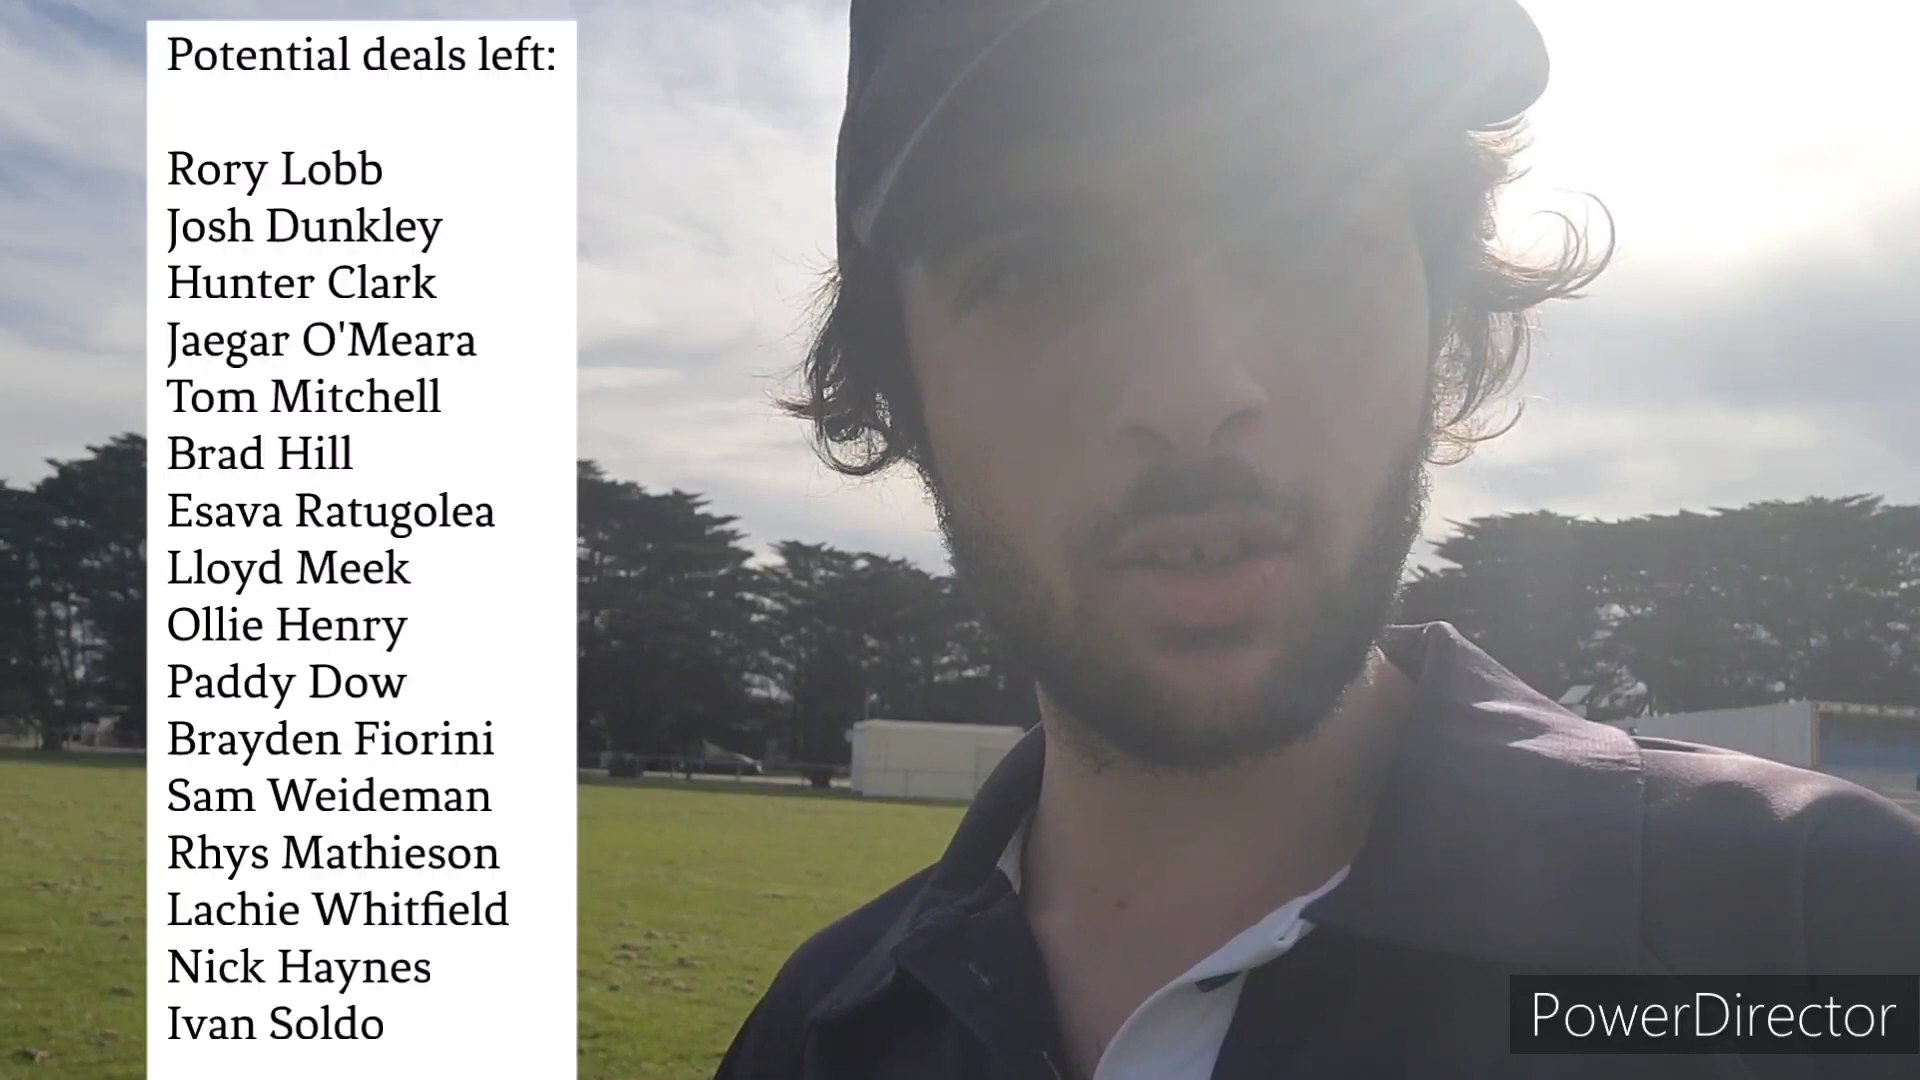 Potential deals left:
Rory Lobb
Josh Dunkley
Hunter Clark
Jaegar O'Meara
Tom Mitchell
Brad Hill
Esava Ratugolea
Lloyd Meek
Ollie Henry
Paddy Dow
Brayden Fiorini
Sam Weideman
Rhys Mathieson
Lachie Whitfield
Nick Haynes
Ivan Soldo
PowerDirector